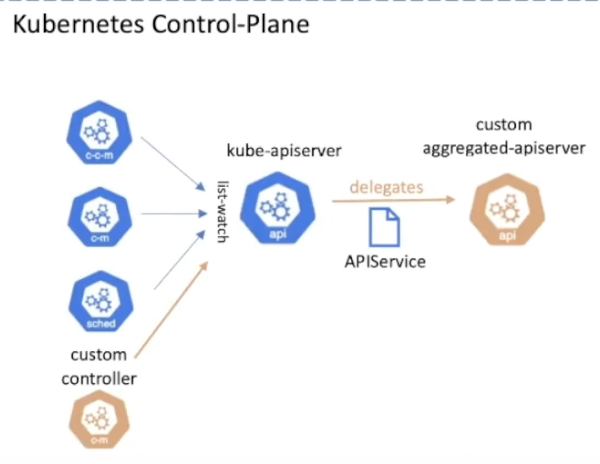 Kubernetes Control-Plane
c-c-m
c-m
sched
custom
controller
c-m
list-watch
kube-apiserver
api
delegates
APIService
custom
aggregated-apiserver
api